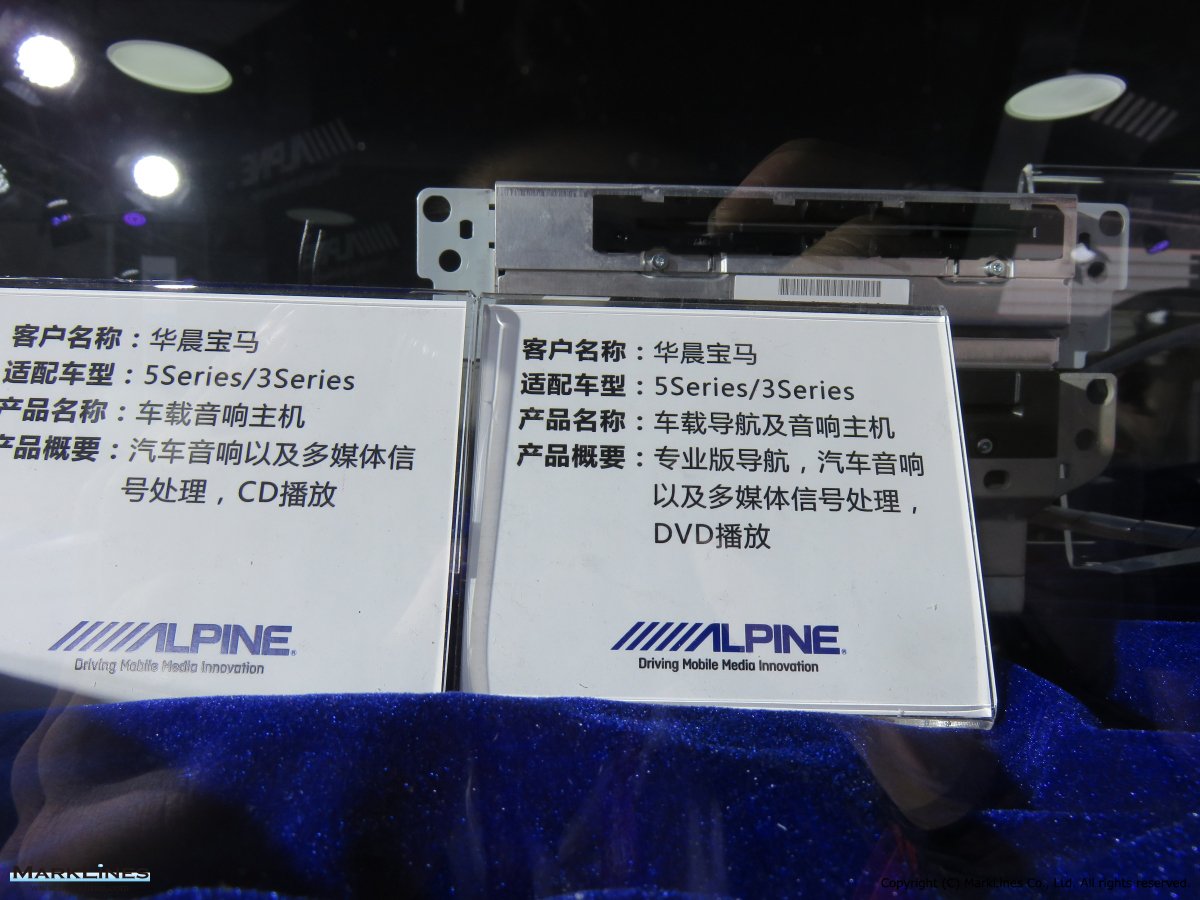 客户名称：华晨宝马
适配车型：5Series/3Series
产品名称：车载音响主机
产品概要：汽车音响以及多媒体信
号处理，CD播放
ALPINE®
Driving Mobile Media Innovation
客户名称：华晨宝马
适配车型：5Series/3Series
产品名称：车载导航及音响主机
产品概要：专业版导航，汽车音响
以及多媒体信号处理，
DVD播放
ALPINE®
Driving Mobile Media Innovation
MARKLINES
Copyright (C) MarkLines Co., Ltd. All rights reserved.